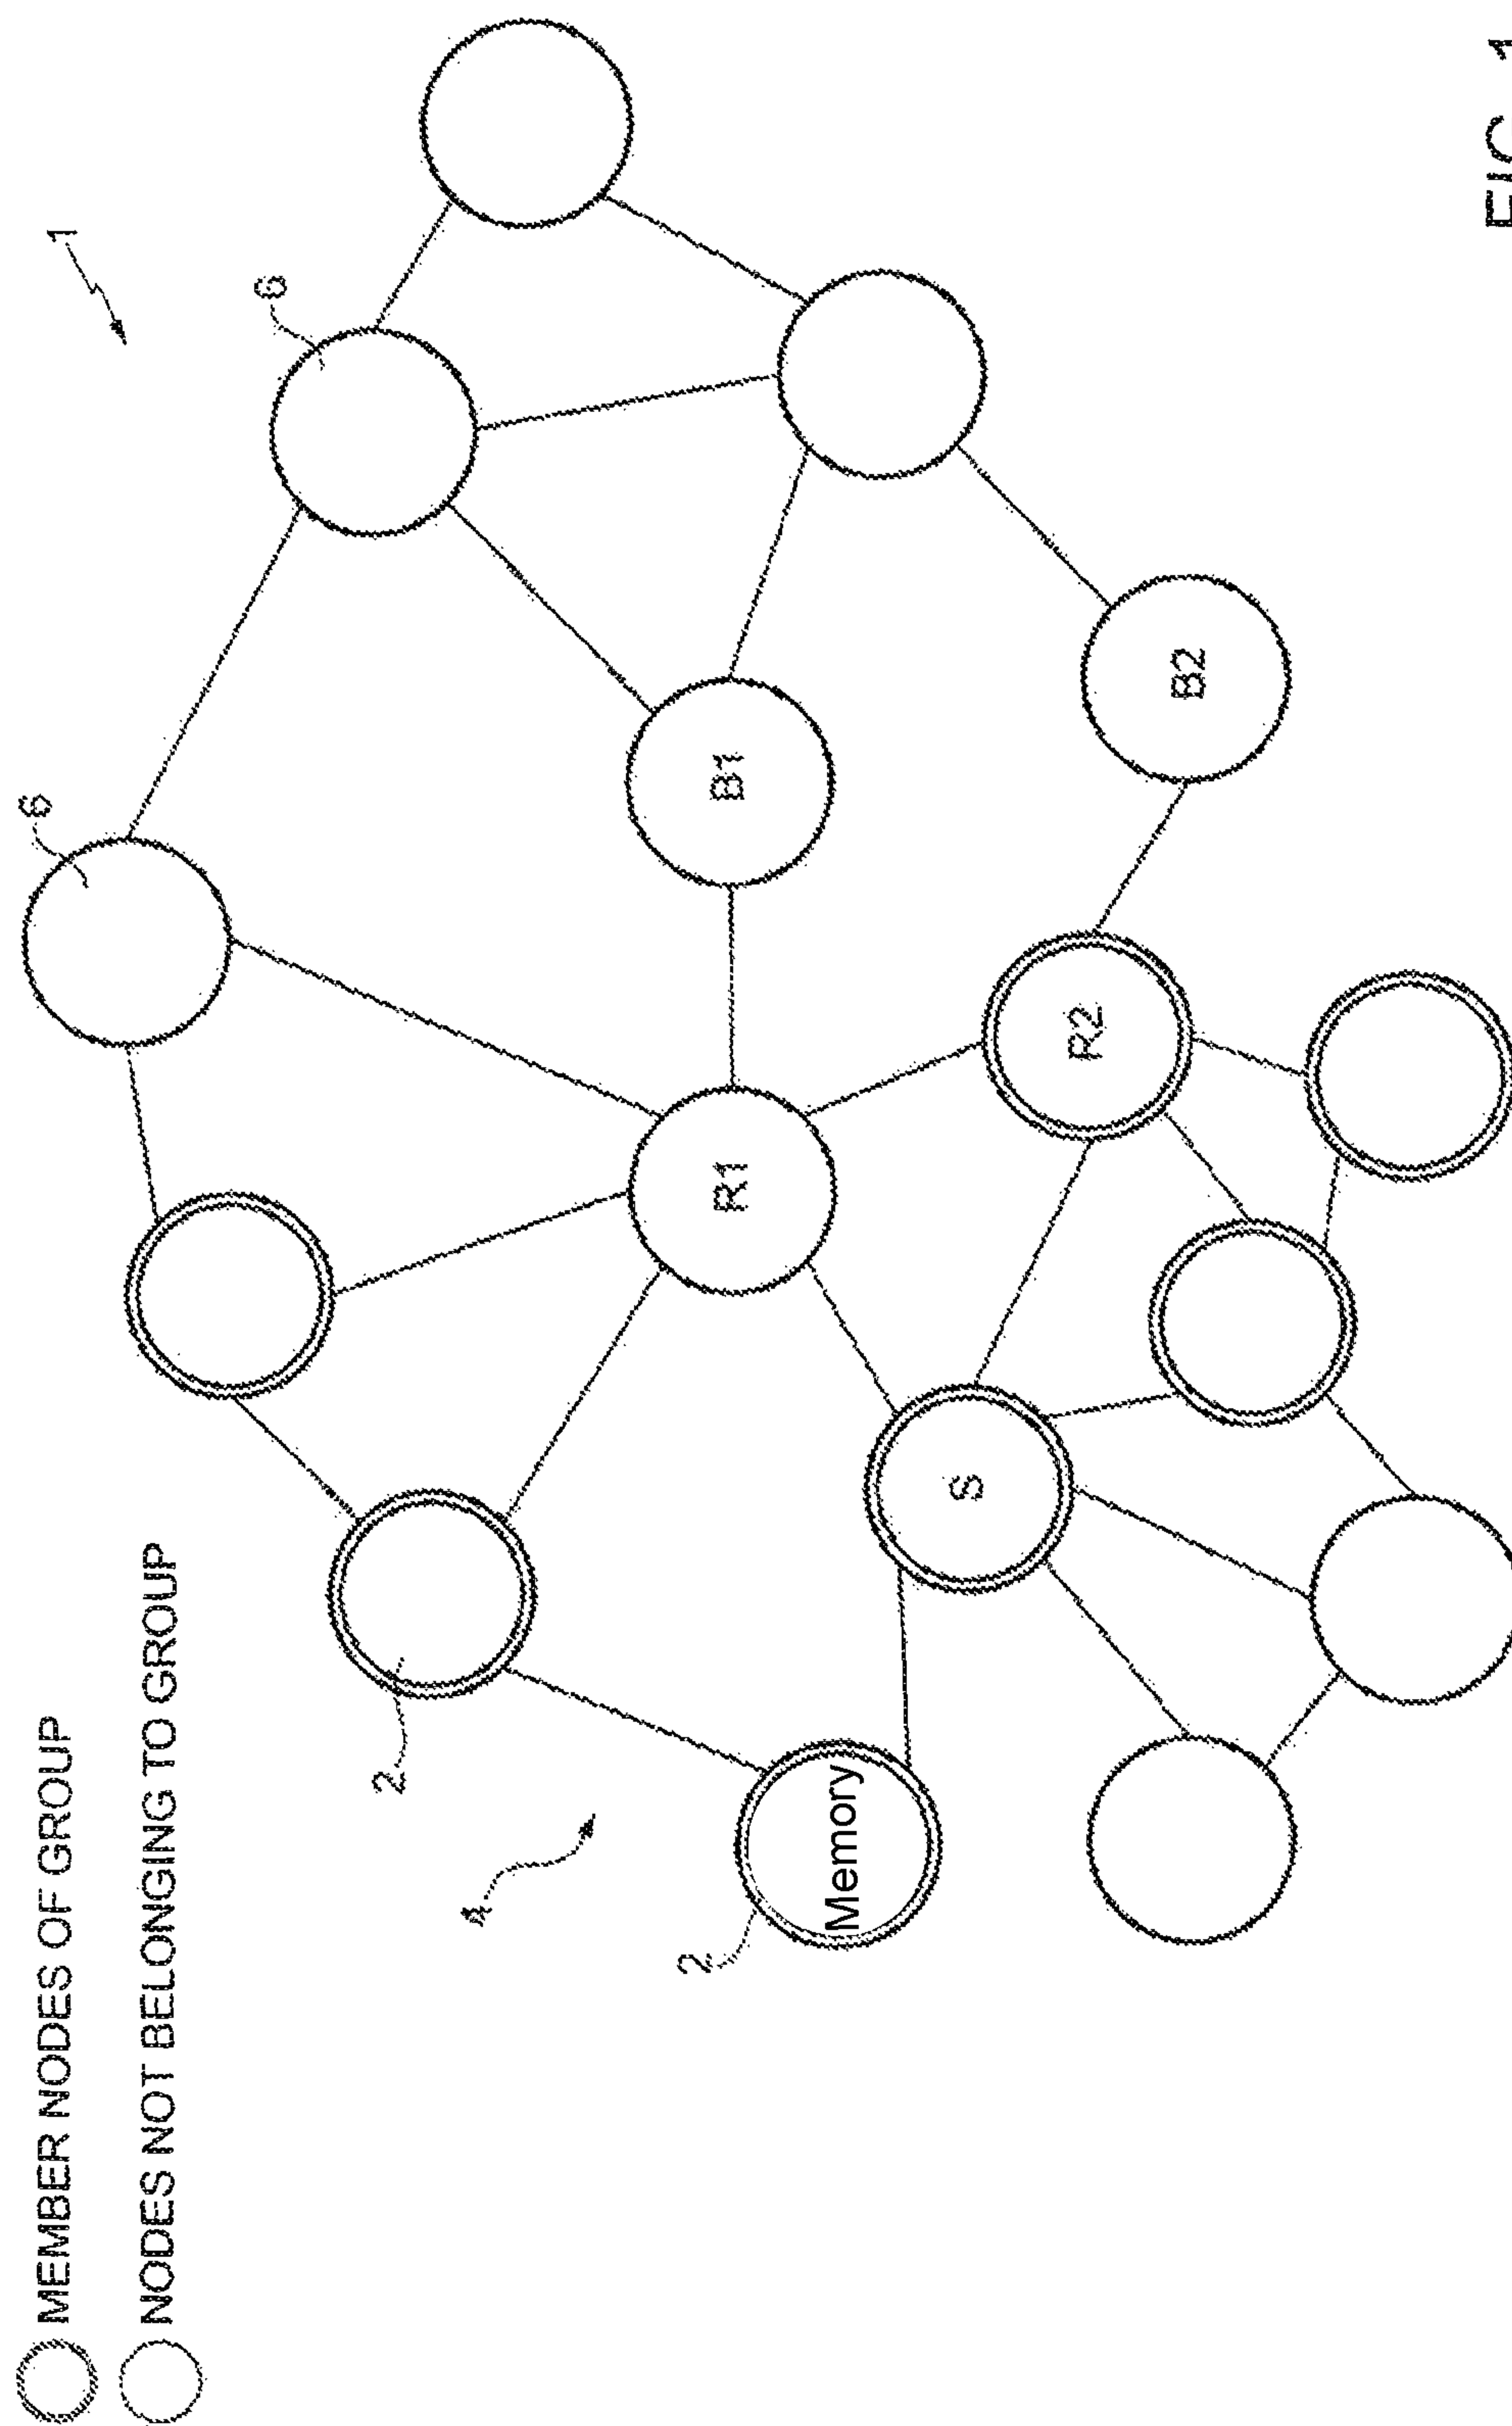 MEMBER NODES OF GROUP
NODES NOT BELONGING TO GROUP
1
6
6
2
4
2
Memory
S
R1
R2
B1
B2
FIG. 1